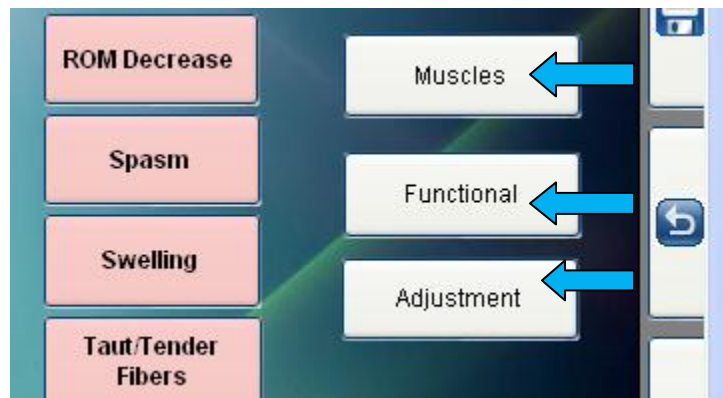 ROM Decrease
Muscles
Spasm
Functional
Swelling
Adjustment
Taut/Tender
Fibers